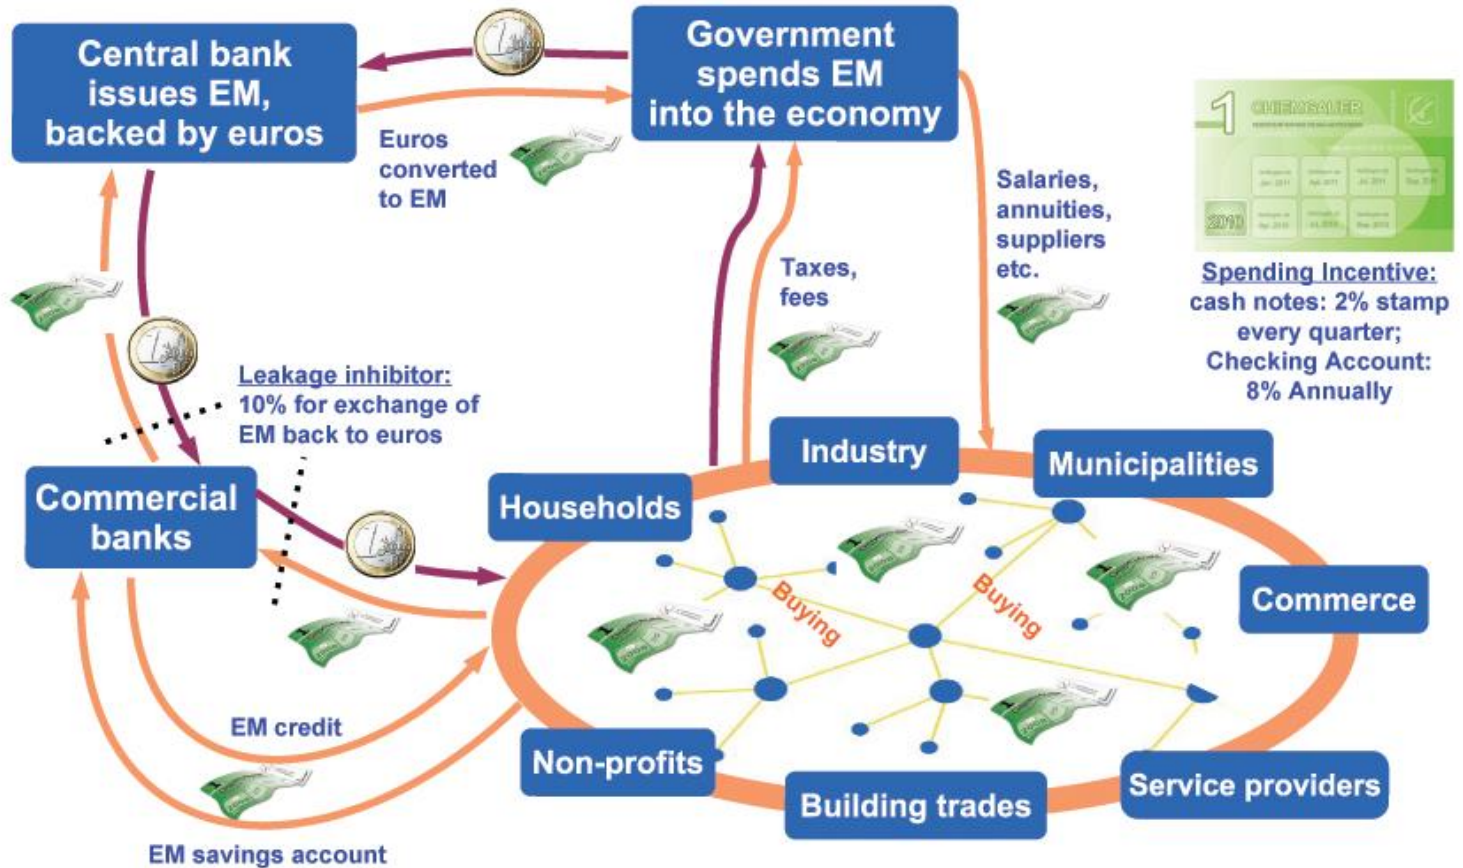 Central bank
issues EM,
backed by euros
Government
spends EM
into the economy
Euros
converted
to EM
Salaries,
annuities,
suppliers
etc.
Taxes,
fees
1
CHIEMGAUER
2010
Spending Incentive:
cash notes: 2% stamp
every quarter;
Checking Account:
8% Annually
Leakage inhibitor:
10% for exchange of
EM back to euros
Commercial
banks
Households
Industry
Municipalities
Commerce
Service providers
Building trades
Non-profits
Buying
Buying
EM credit
EM savings account